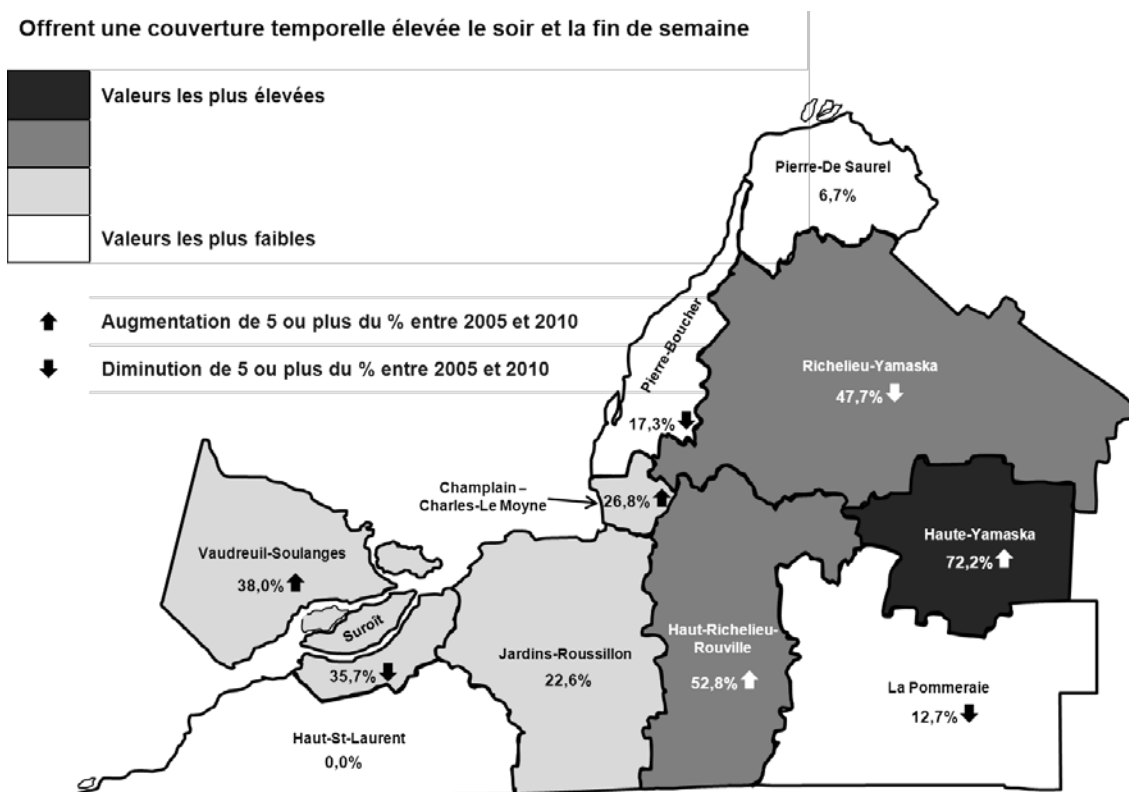 Offrent une couverture temporelle élevée le soir et la fin de semaine
Valeurs les plus élevées
Valeurs les plus faibles
Augmentation de 5 ou plus du % entre 2005 et 2010
Diminution de 5 ou plus du % entre 2005 et 2010
Pierre-De Saurel
6,7%
Richelieu-Yamaska
47,7%
Pierre-Boucher
17,3%
Champlain –
Charles-Le Moyne
26,8%
Haute-Yamaska
72,2%
Vaudreuil-Soulanges
38,0%
Suroît
35,7%
Jardins-Roussillon
22,6%
Haut-Richelieu-
Rouville
52,8%
La Pommeraie
12,7%
Haut-St-Laurent
0,0%